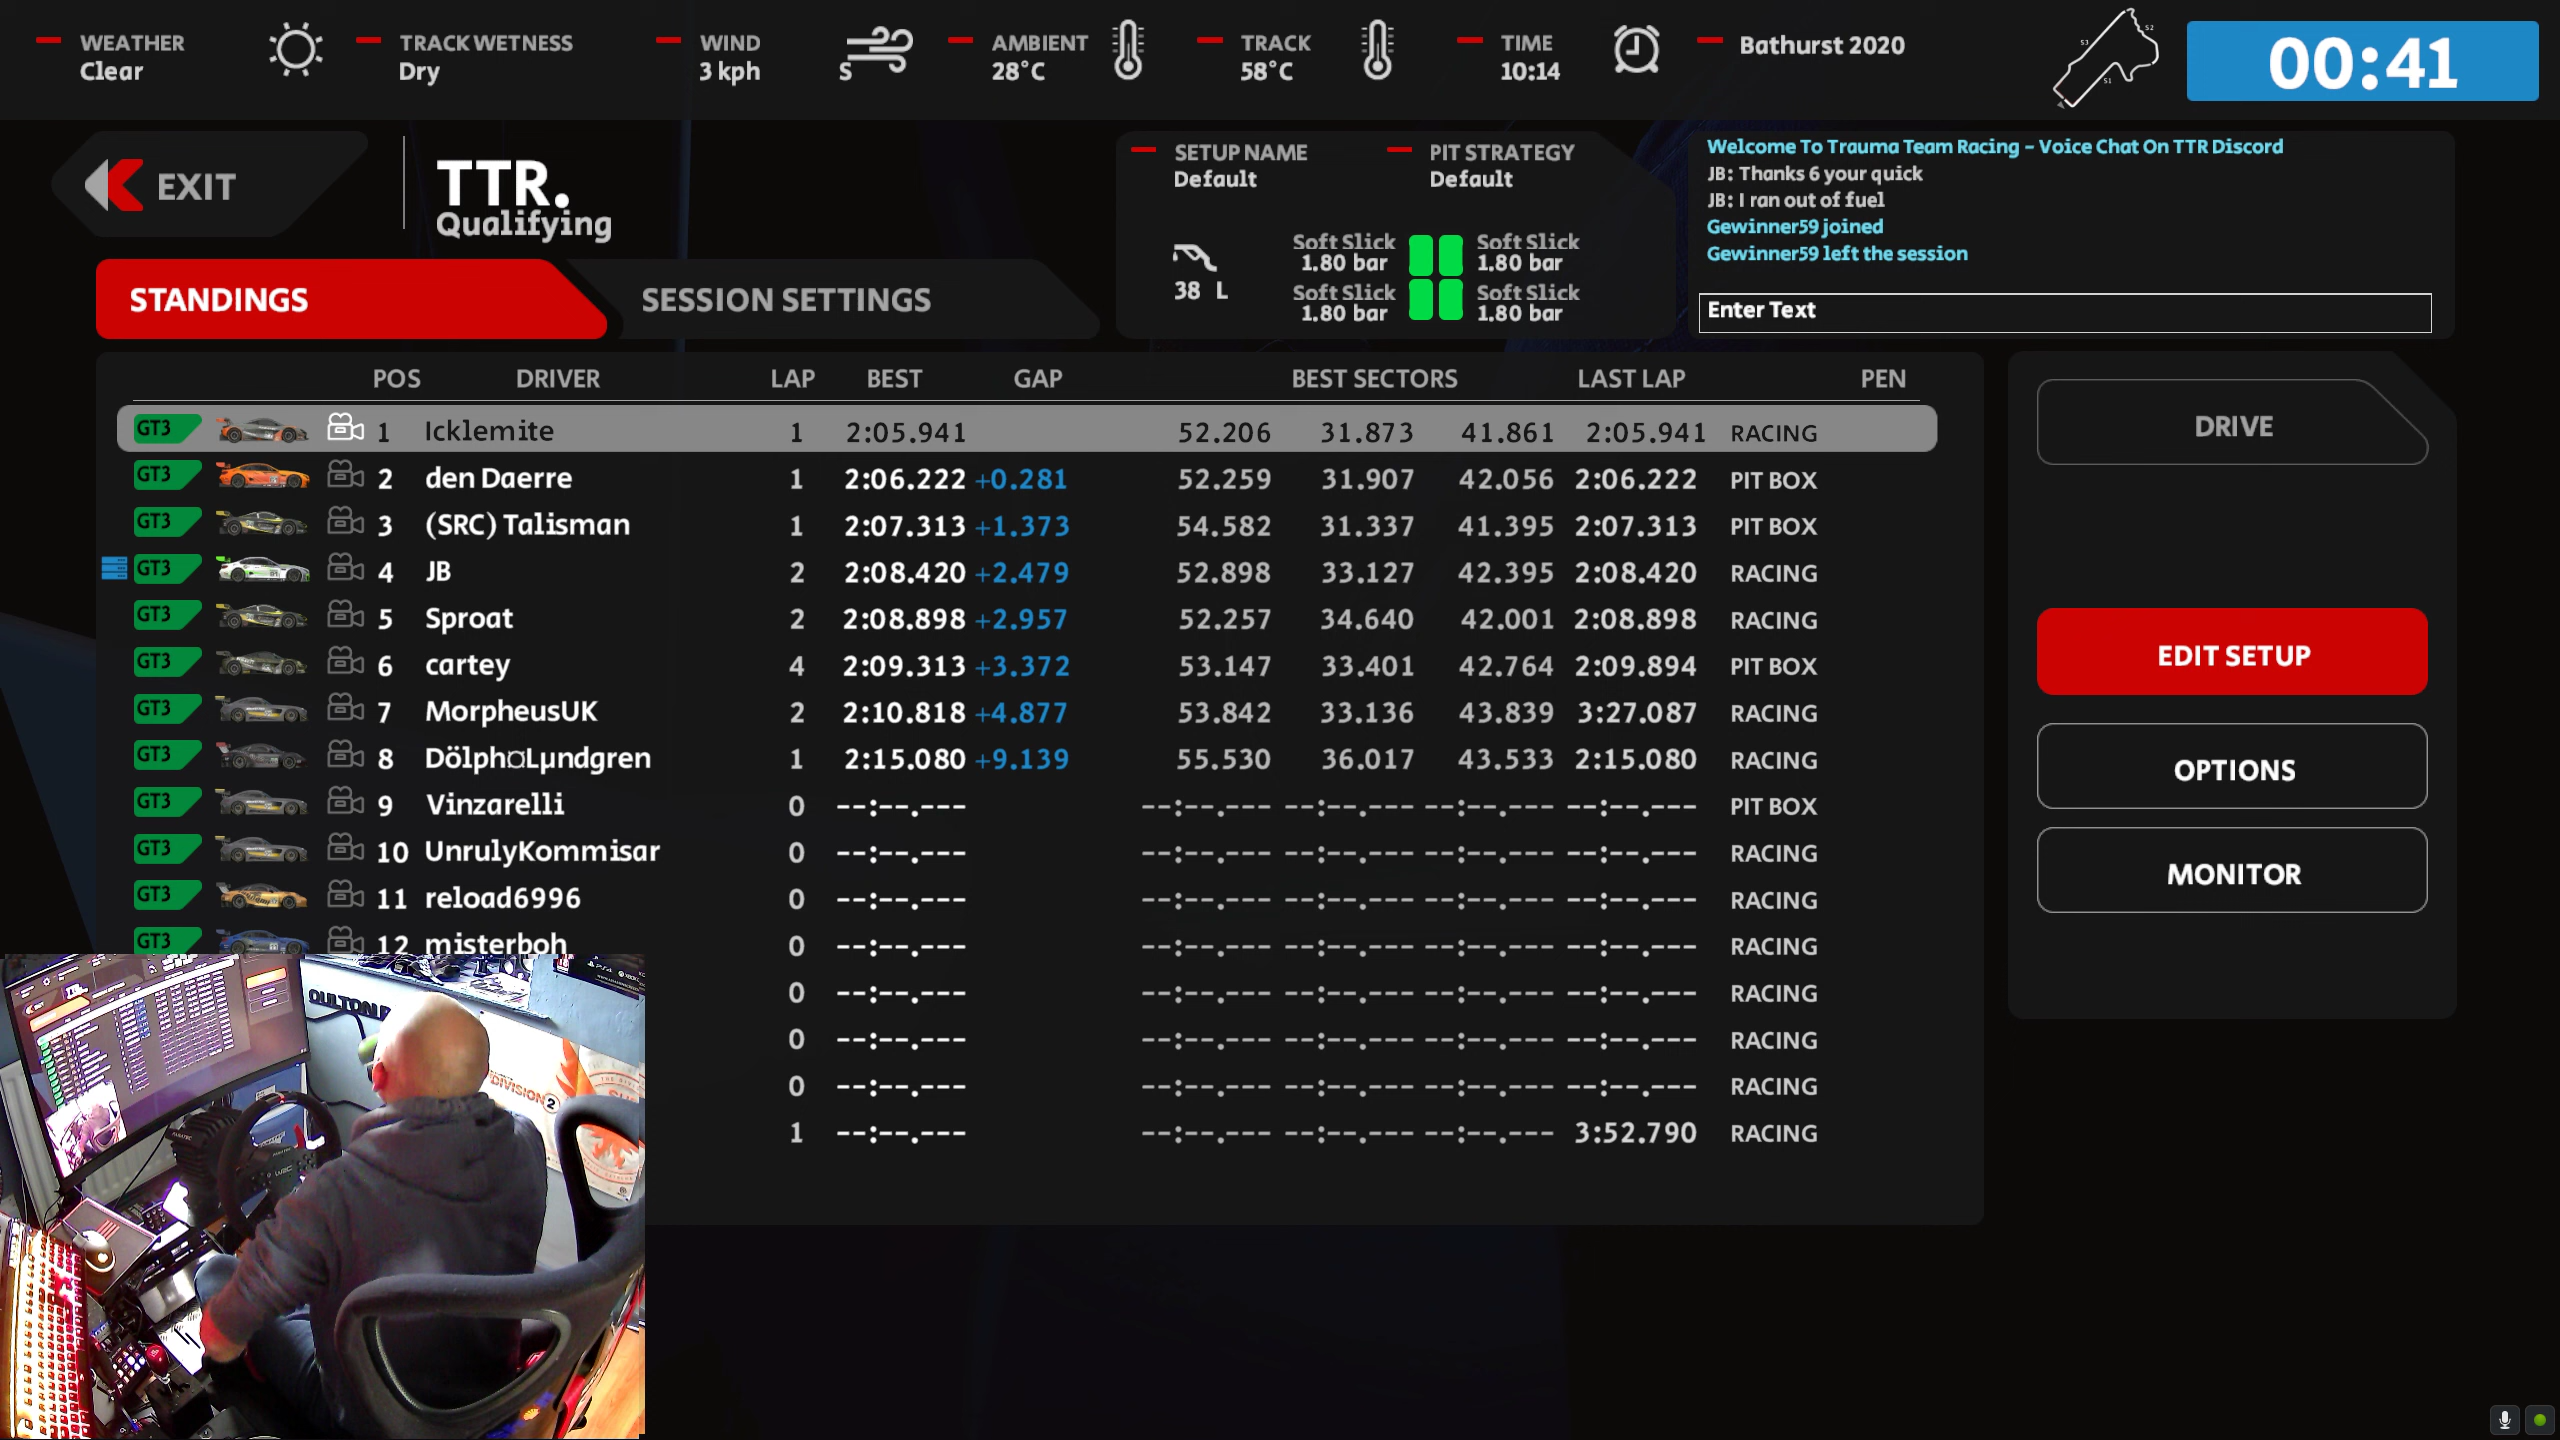 WEATHER
Clear
TRACK WETNESS
Dry
WIND
3 kph
S
AMBIENT
28°C
TRACK
58°C
TIME
10:14
Bathurst 2020
S3
S2
S1
00:41
EXIT
TTR.
Qualifying
SETUP NAME
Default
PIT STRATEGY
Default
38 L
Soft Slick
1.80 bar
Soft Slick
1.80 bar
Soft Slick
1.80 bar
Soft Slick
1.80 bar
Welcome To Trauma Team Racing - Voice Chat On TTR Discord
JB: Thanks 6 your quick
JB: I ran out of fuel
Gewinner59 joined
Gewinner59 left the session
Enter Text
STANDINGS
SESSION SETTINGS
POS DRIVER LAP BEST GAP BEST SECTORS LAST LAP PEN
GT3 1 Icklemite 1 2:05.941 52.206 31.873 41.861 2:05.941 RACING
GT3 2 den Daerre 1 2:06.222 +0.281 52.259 31.907 42.056 2:06.222 PIT BOX
GT3 3 (SRC) Talisman 1 2:07.313 +1.373 54.582 31.337 41.395 2:07.313 PIT BOX
GT3 4 JB 2 2:08.420 +2.479 52.898 33.127 42.395 2:08.420 RACING
GT3 5 Sproat 2 2:08.898 +2.957 52.257 34.640 42.001 2:08.898 RACING
GT3 6 cartey 4 2:09.313 +3.372 53.147 33.401 42.764 2:09.894 PIT BOX
GT3 7 MorpheusUK 2 2:10.818 +4.877 53.842 33.136 43.839 3:27.087 RACING
GT3 8 Dölph¤Lµndgren 1 2:15.080 +9.139 55.530 36.017 43.533 2:15.080 RACING
GT3 9 Vinzarelli 0 --:--.--- --:--.--- --:--.--- --:--.--- --:--.--- PIT BOX
GT3 10 UnrulyKommisar 0 --:--.--- --:--.--- --:--.--- --:--.--- --:--.--- RACING
GT3 11 reload6996 0 --:--.--- --:--.--- --:--.--- --:--.--- --:--.--- RACING
GT3 12 misterboh 0 --:--.--- --:--.--- --:--.--- --:--.--- --:--.--- RACING
0 --:--.--- --:--.--- --:--.--- --:--.--- --:--.--- RACING
0 --:--.--- --:--.--- --:--.--- --:--.--- --:--.--- RACING
0 --:--.--- --:--.--- --:--.--- --:--.--- --:--.--- RACING
1 --:--.--- --:--.--- --:--.--- --:--.--- 3:52.790 RACING
DRIVE
EDIT SETUP
OPTIONS
MONITOR
TTR
OULTON
DIVISION 2